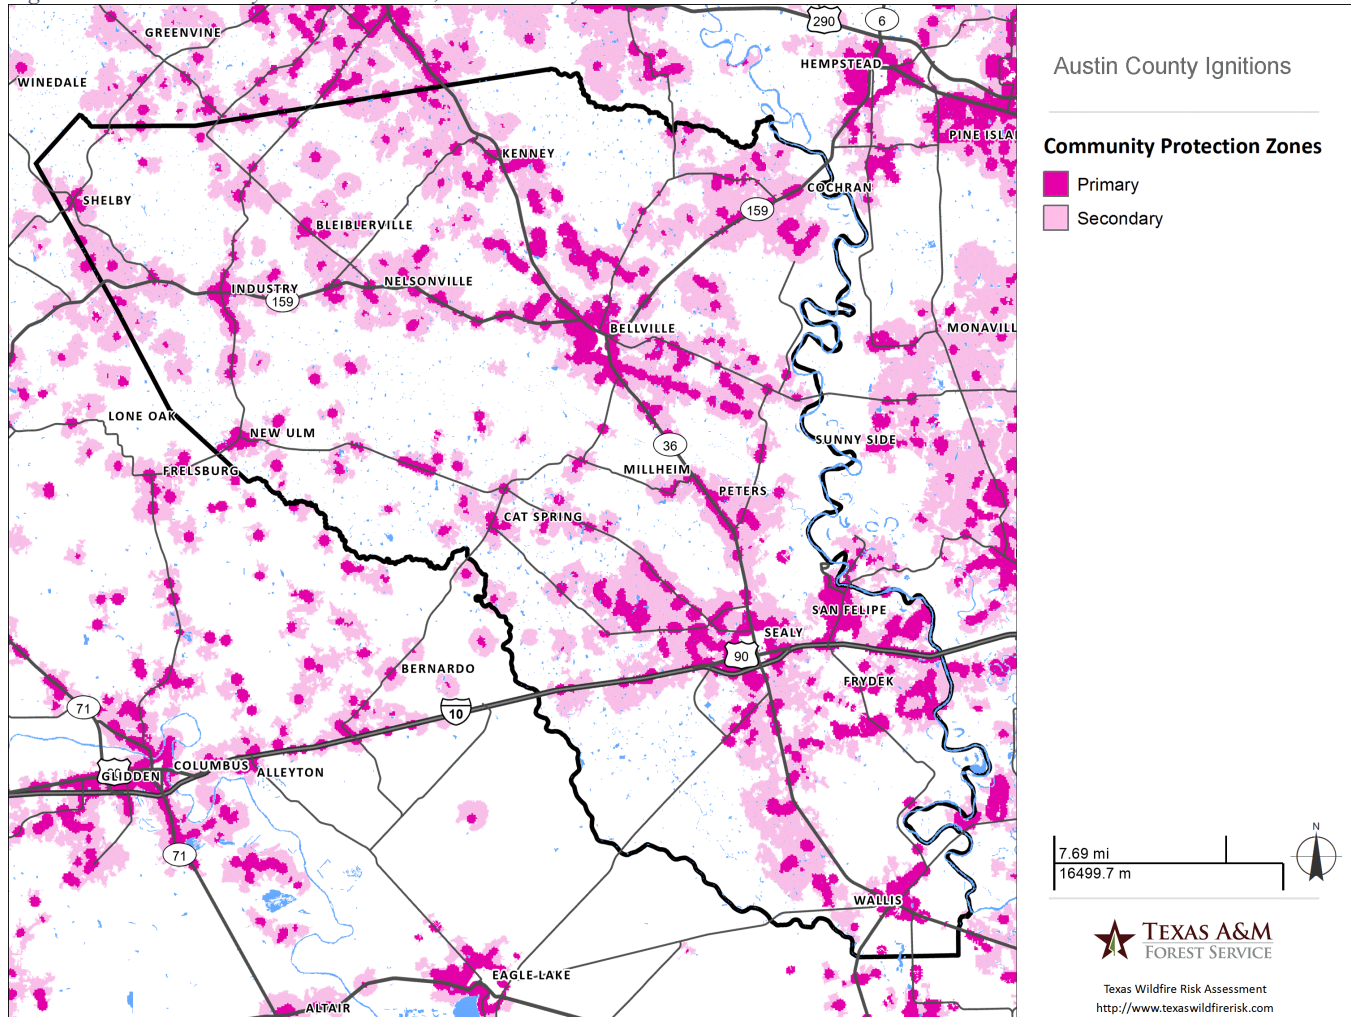 GREENVINE
290
6
HEMPSTEAD
WINEDALE
PINE ISLA
KENNEY
COCHRAN
SHELBY
159
BLEIBLERVILLE
NELSONVILLE
INDUSTRY
159
BELLVILLE
MONAVILL
LONE OAK
NEW ULM
36
SUNNY SIDE
FRELSBURG
MILLHEIM
PETERS
CAT SPRING
SAN FELIPE
SEALY
90
BERNARDO
FRYDEK
71
10
COLUMBUS
GLIDDEN
ALLEYTON
71
WALLIS
EAGLE LAKE
ALTAIR
Austin County Ignitions
Community Protection Zones
Primary
Secondary
7.69 mi
16499.7 m
N
TEXAS A&M
FOREST SERVICE
Texas Wildfire Risk Assessment
http://www.texaswildfirerisk.com